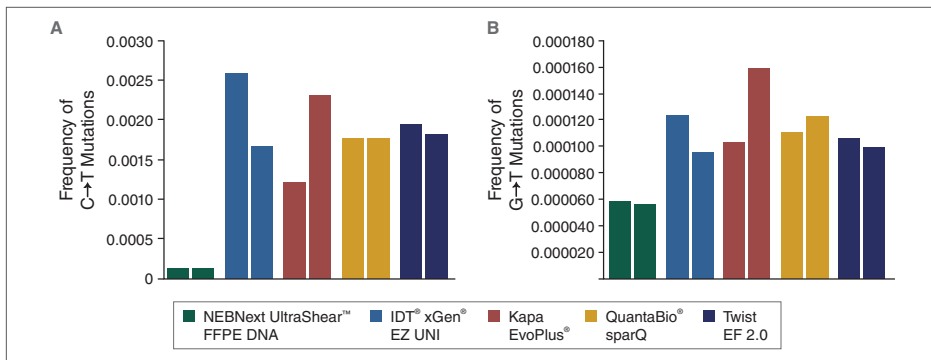 A
Frequency of
C→T Mutations
0.0030
0.0025
0.0020
0.0015
0.0010
0.0005
0
B
Frequency of
G→T Mutations
0.000180
0.000160
0.000140
0.000120
0.000100
0.000080
0.000060
0.000040
0.000020
NEBNext UltraShear™
FFPE DNA
IDT® xGen®
EZ UNI
Kapa
EvoPlus®
QuantaBio®
sparQ
Twist
EF 2.0